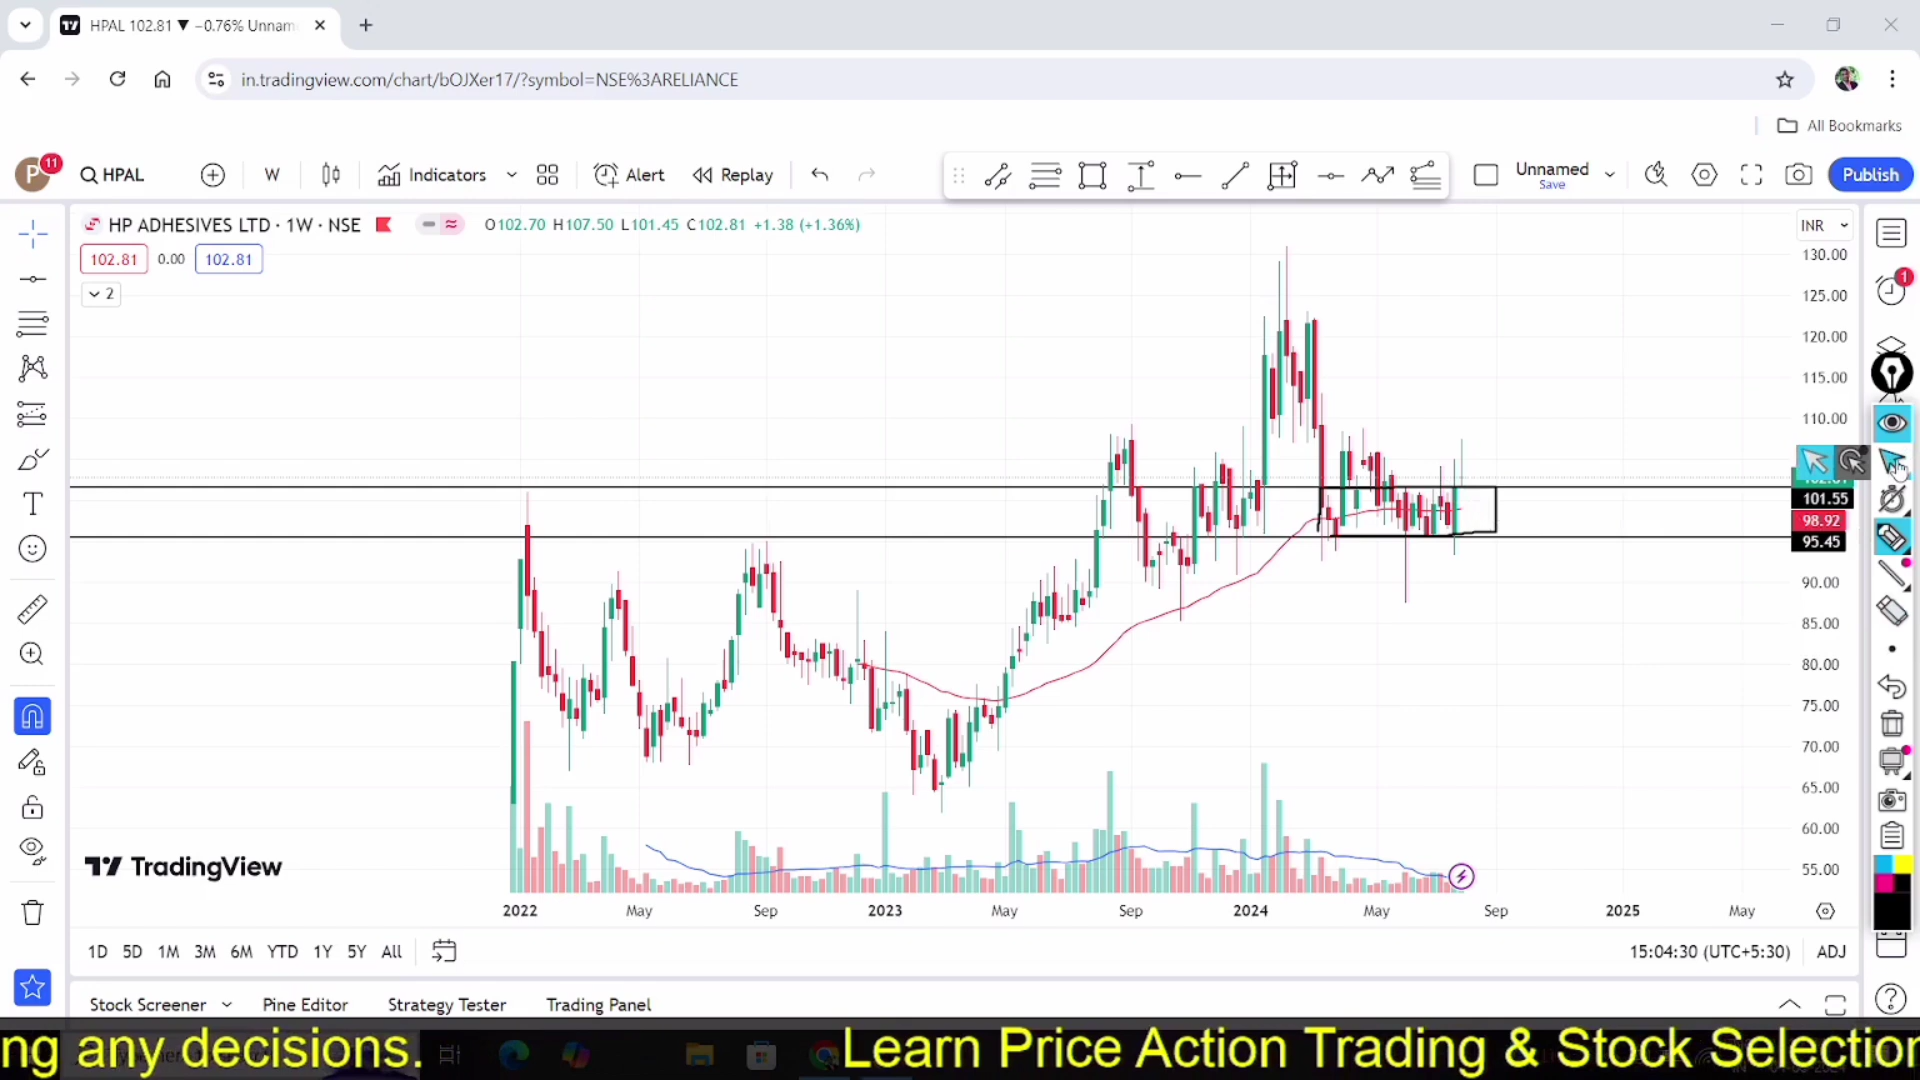 HPAL 102.81 ▼ −0.76% Unnam
in.tradingview.com/chart/bOJXer17/?symbol=NSE%3ARELIANCE
All Bookmarks
P
11
HPAL
W
Indicators
Alert
Replay
Unnamed
Save
Publish
HP ADHESIVES LTD · 1W · NSE
O102.70 H107.50 L101.45 C102.81 +1.38 (+1.36%)
INR
102.81 0.00 102.81
2
1
130.00
125.00
120.00
115.00
110.00
101.55
98.92
95.45
90.00
85.00
80.00
75.00
70.00
65.00
60.00
55.00
TradingView
2022 May Sep 2023 May Sep 2024 May Sep 2025 May
1D 5D 1M 3M 6M YTD 1Y 5Y All
15:04:30 (UTC+5:30) ADJ
Stock Screener Pine Editor Strategy Tester Trading Panel
ng any decisions. Learn Price Action Trading & Stock Selection